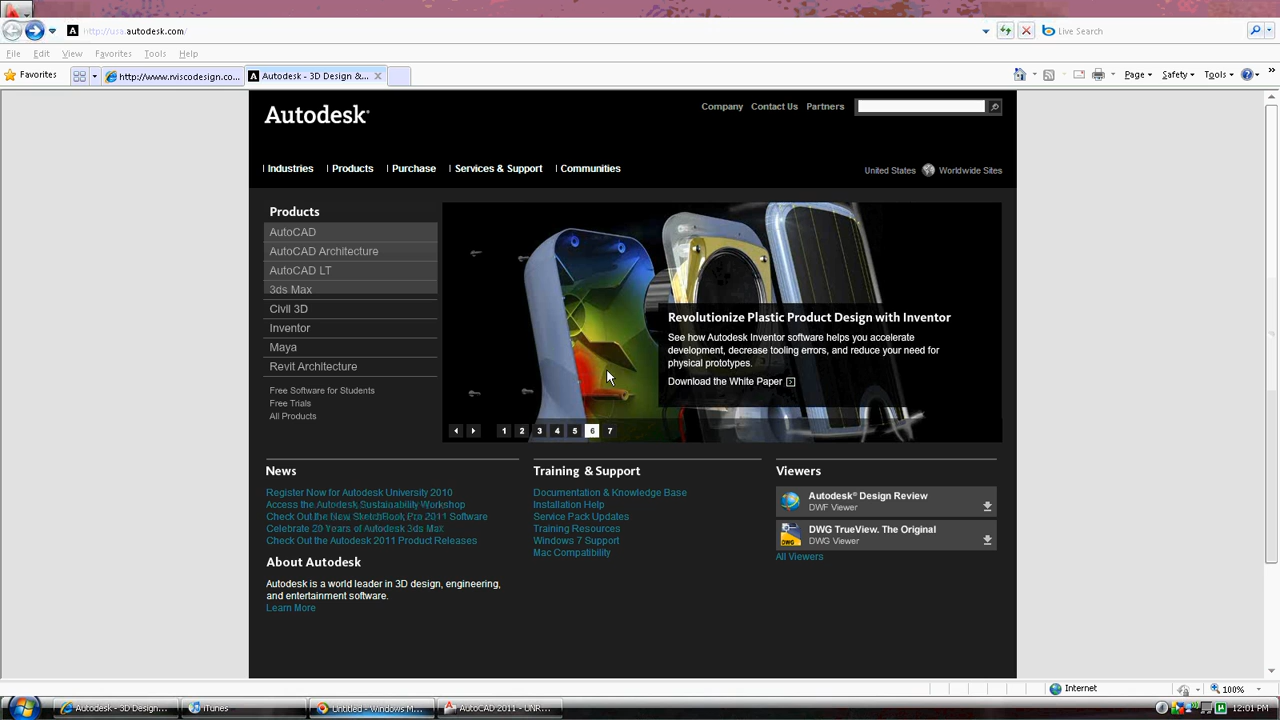 http://usa.autodesk.com/
Live Search
File Edit View Favorites Tools Help
Favorites
http://www.rviscodesign.co...
Autodesk - 3D Design &...
Page Safety Tools
Autodesk®
Company Contact Us Partners
Industries Products Purchase Services & Support Communities
United States Worldwide Sites
Products
AutoCAD
AutoCAD Architecture
AutoCAD LT
3ds Max
Civil 3D
Inventor
Maya
Revit Architecture
Free Software for Students
Free Trials
All Products
Revolutionize Plastic Product Design with Inventor
See how Autodesk Inventor software helps you accelerate
development, decrease tooling errors, and reduce your need for
physical prototypes.
Download the White Paper
1 2 3 4 5 6 7
News
Register Now for Autodesk University 2010
Access the Autodesk Sustainability Workshop
Check Out the New SketchBook Pro 2011 Software
Celebrate 20 Years of Autodesk 3ds Max
Check Out the Autodesk 2011 Product Releases
About Autodesk
Autodesk is a world leader in 3D design, engineering,
and entertainment software.
Learn More
Training & Support
Documentation & Knowledge Base
Installation Help
Service Pack Updates
Training Resources
Windows 7 Support
Mac Compatibility
Viewers
Autodesk® Design Review
DWF Viewer
DWG TrueView. The Original
DWG Viewer
All Viewers
Internet
100%
Autodesk - 3D Design...
iTunes
Untitled - Windows M...
AutoCAD 2011 - UNR...
12:01 PM